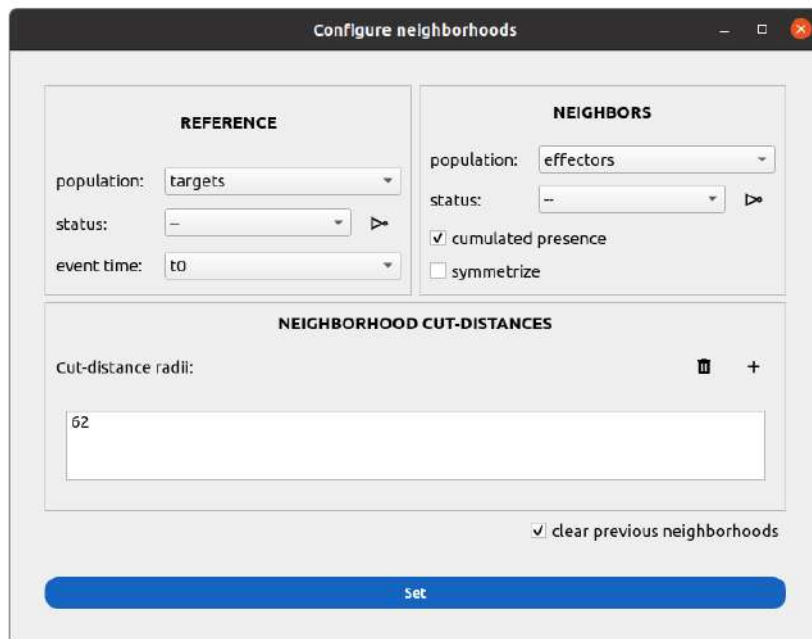 Configure neighborhoods
REFERENCE
population: targets
status: --
event time: t0
NEIGHBORS
population: effectors
status: --
cumulated presence
symmetrize
NEIGHBORHOOD CUT-DISTANCES
Cut-distance radii:
62
clear previous neighborhoods
Set